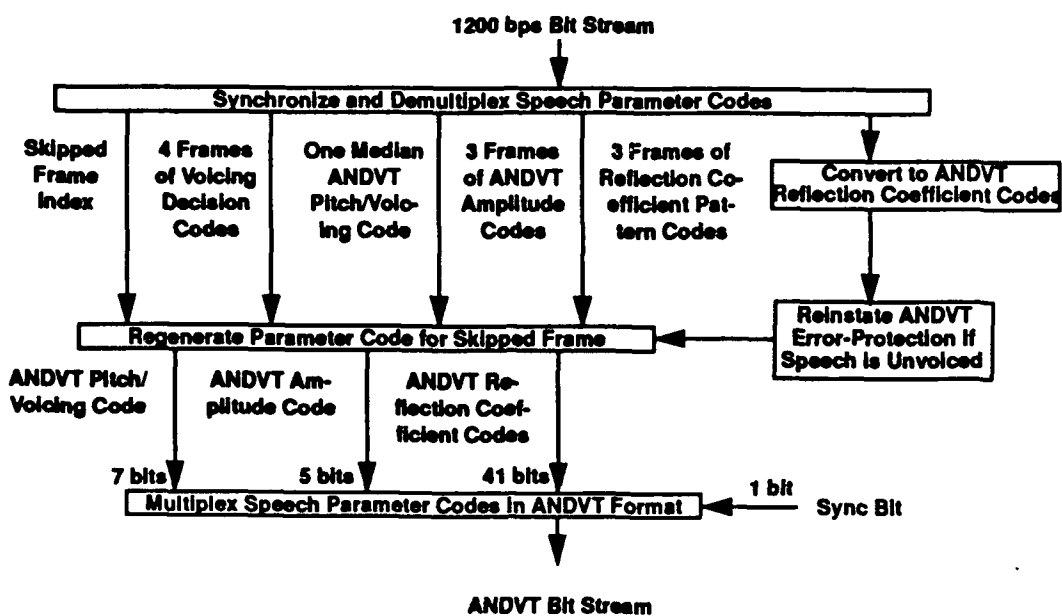 1200 bps Bit Stream
Synchronize and Demultiplex Speech Parameter Codes
Skipped
Frame
Index
4 Frames
of Voicing
Decision
Codes
One Median
ANDVT
Pitch/Voic-
ing Code
3 Frames
of ANDVT
Amplitude
Codes
3 Frames of
Reflection Co-
efficient Pat-
tern Codes
Convert to ANDVT
Reflection Coefficient Codes
Reinstate ANDVT
Error-Protection If
Speech is Unvoiced
Regenerate Parameter Code for Skipped Frame
ANDVT Pitch/
Voicing Code
ANDVT Am-
plitude Code
ANDVT Re-
flection Coef-
ficient Codes
7 bits
5 bits
41 bits
1 bit
Multiplex Speech Parameter Codes in ANDVT Format
Sync Bit
ANDVT Bit Stream